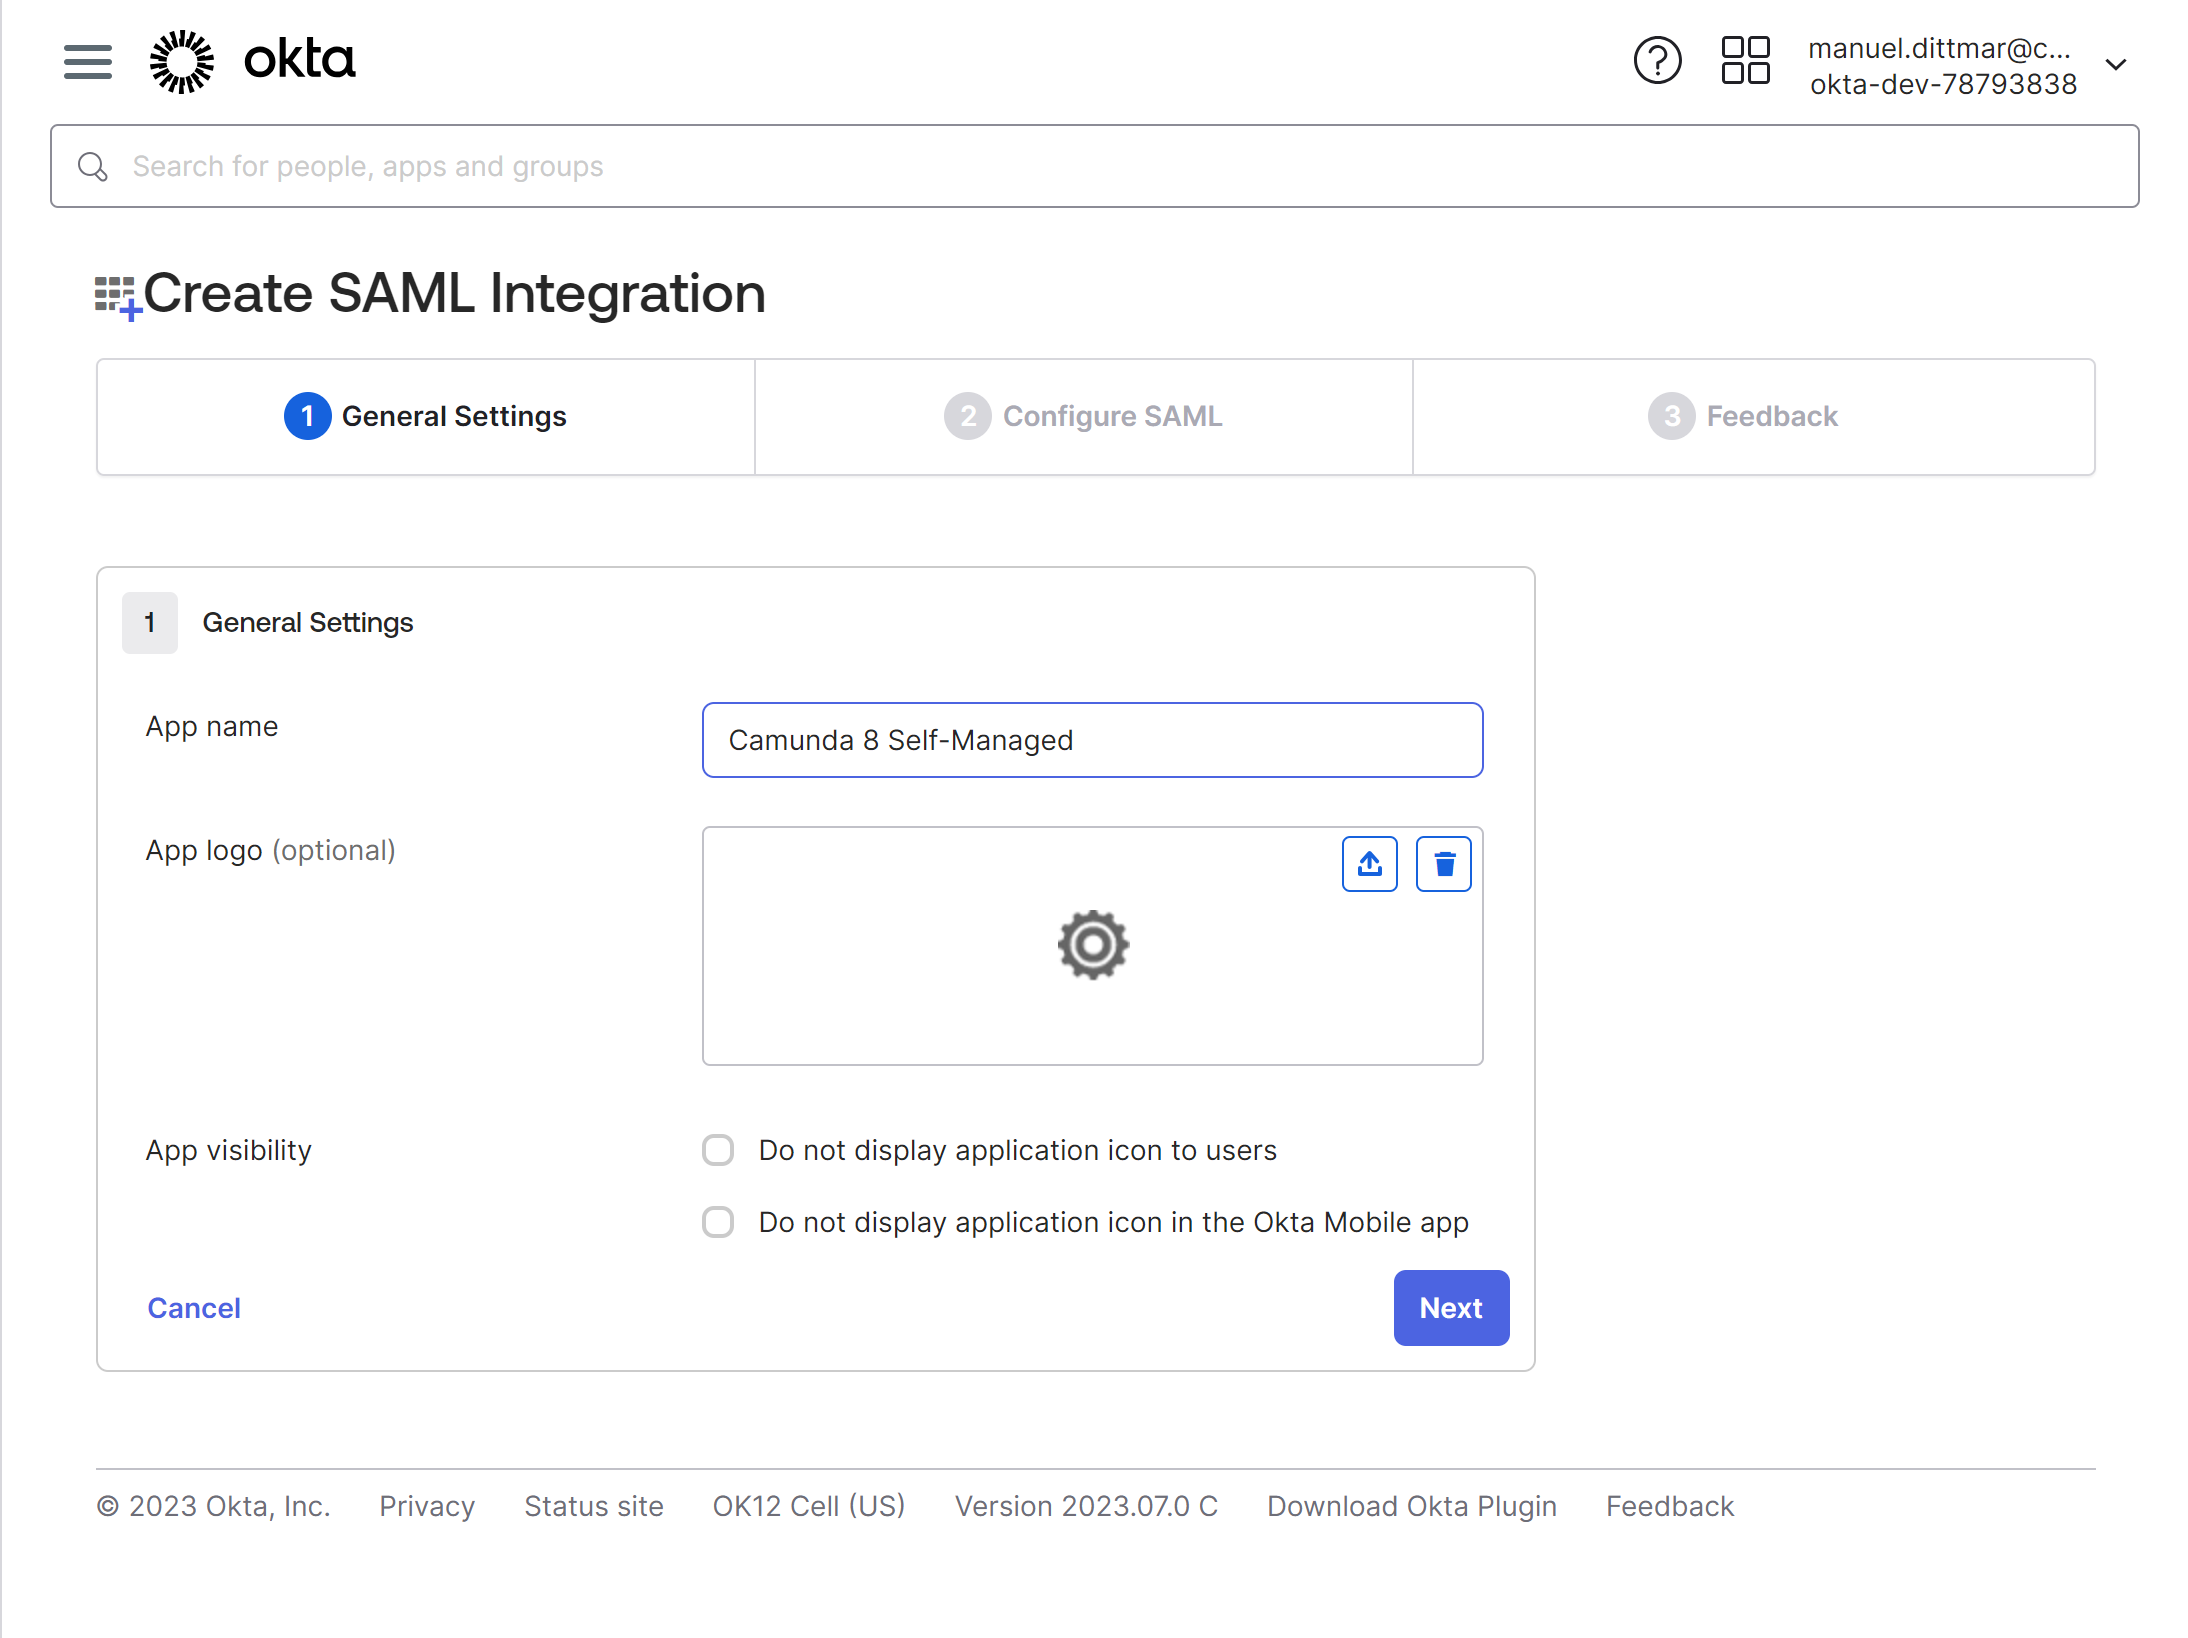 okta
manuel.dittmar@c...
okta-dev-78793838
Search for people, apps and groups
Create SAML Integration
1 General Settings
2 Configure SAML
3 Feedback
1 General Settings
App name
Camunda 8 Self-Managed
App logo (optional)
App visibility
Do not display application icon to users
Do not display application icon in the Okta Mobile app
Cancel
Next
© 2023 Okta, Inc. Privacy Status site OK12 Cell (US) Version 2023.07.0 C Download Okta Plugin Feedback